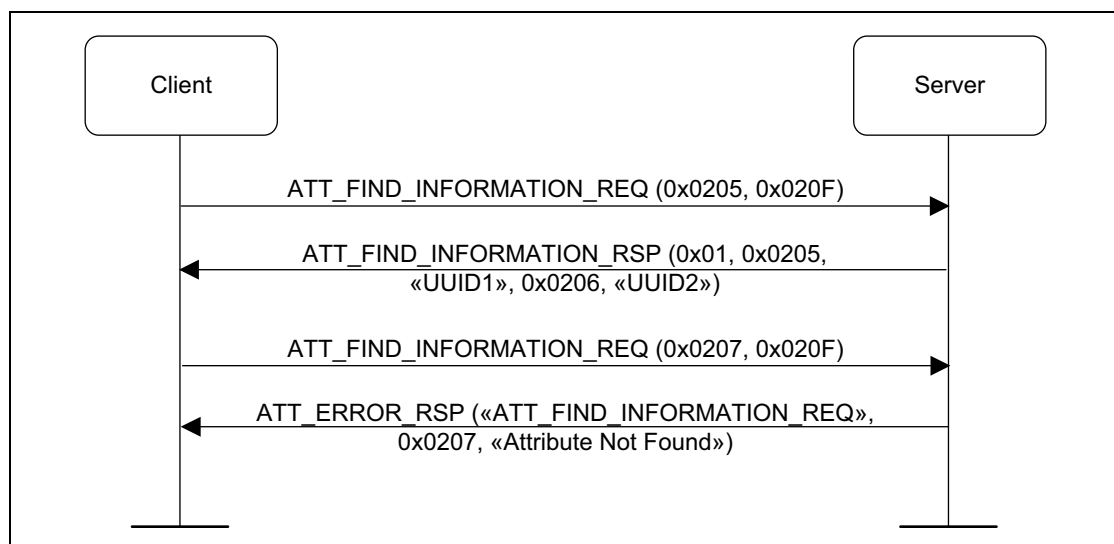 Client
Server
ATT_FIND_INFORMATION_REQ (0x0205, 0x020F)
ATT_FIND_INFORMATION_RSP (0x01, 0x0205,
«UUID1», 0x0206, «UUID2»)
ATT_FIND_INFORMATION_REQ (0x0207, 0x020F)
ATT_ERROR_RSP («ATT_FIND_INFORMATION_REQ»,
0x0207, «Attribute Not Found»)